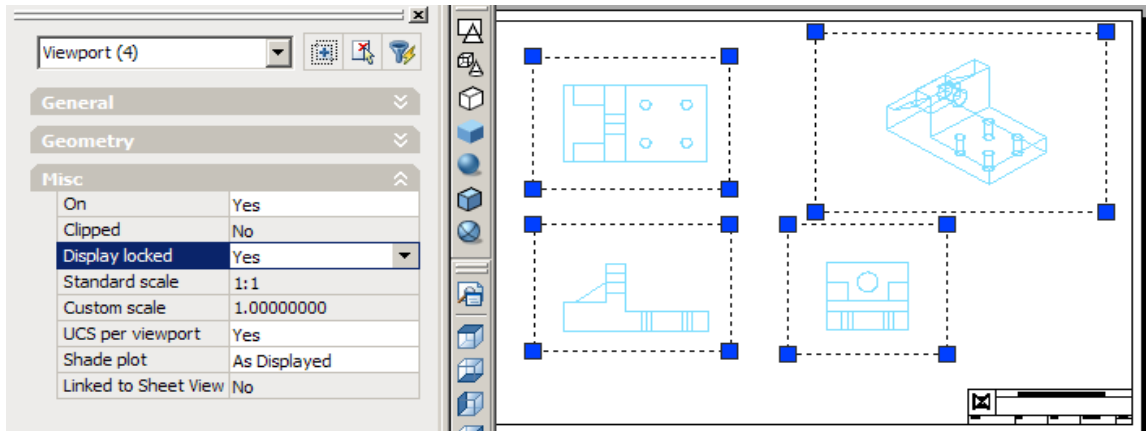 Viewport (4)
General
Geometry
Misc
On Yes
Clipped No
Display locked Yes
Standard scale 1:1
Custom scale 1.00000000
UCS per viewport Yes
Shade plot As Displayed
Linked to Sheet View No